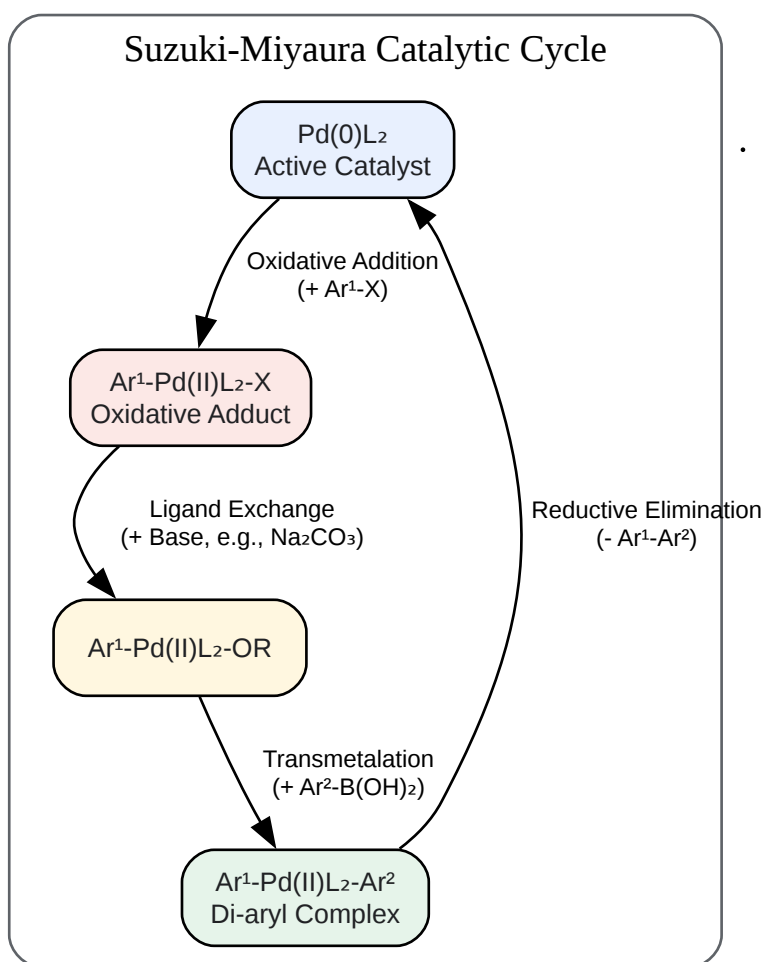 Suzuki-Miyaura Catalytic Cycle
Pd(0)L₂
Active Catalyst
.
Oxidative Addition
(+ Ar¹-X)
Ar¹-Pd(II)L₂-X
Oxidative Adduct
Ligand Exchange
(+ Base, e.g., Na₂CO₃)
Reductive Elimination
(- Ar¹-Ar²)
Ar¹-Pd(II)L₂-OR
Transmetalation
(+ Ar²-B(OH)₂)
Ar¹-Pd(II)L₂-Ar²
Di-aryl Complex